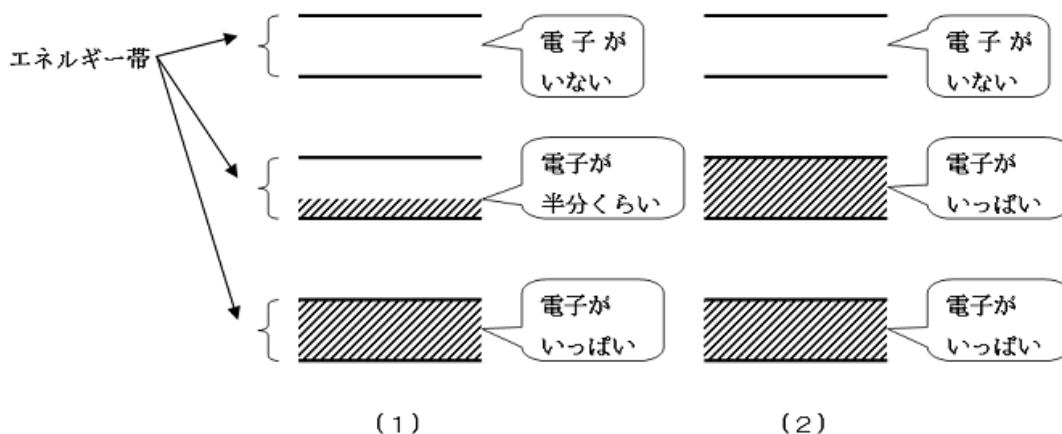 エネルギー帯
電子が
いない
電子が
半分くらい
電子が
いっぱい
電子が
いない
電子が
いっぱい
電子が
いっぱい
(1)
(2)